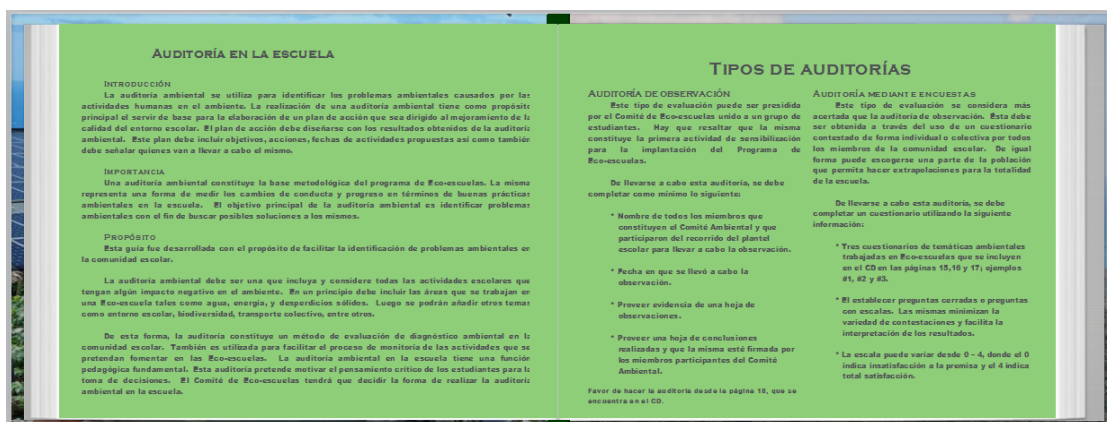 AUDITORÍA EN LA ESCUELA
INTRODUCCIÓN
La auditoría ambiental se utiliza para identificar los problemas ambientales causados por las
actividades humanas en el ambiente. La realización de una auditoría ambiental tiene como propósito
principal el servir de base para la elaboración de un plan de acción que sea dirigido al mejoramiento de la
calidad del entorno escolar. El plan de acción debe diseñarse con los resultados obtenidos de la auditoría
ambiental. Este plan debe incluir objetivos, acciones, fechas de actividades propuestas así como también
debe señalar quienes van a llevar a cabo el mismo.
IMPORTANCIA
Una auditoría ambiental constituye la base metodológica del programa de Eco-escuelas. La misma
representa una forma de medir los cambios de conducta y progreso en términos de buenas prácticas
ambientales en la escuela. El objetivo principal de la auditoría ambiental es identificar problemas
ambientales con el fin de buscar posibles soluciones a los mismos.
PROPÓSITO
Esta guía fue desarrollada con el propósito de facilitar la identificación de problemas ambientales en
la comunidad escolar.
La auditoría ambiental debe ser una que incluya y considere todas las actividades escolares que
tengan algún impacto negativo en el ambiente. En un principio debe incluir las áreas que se trabajan en
una Eco-escuela tales como agua, energía, y desperdicios sólidos. Luego se podrán añadir otros temas
como entorno escolar, biodiversidad, transporte colectivo, entre otros.
De esta forma, la auditoría constituye un método de evaluación de diagnóstico ambiental en la
comunidad escolar. También es utilizada para facilitar el proceso de monitoría de las actividades que se
pretendan fomentar en las Eco-escuelas. La auditoría ambiental en la escuela tiene una función
pedagógica fundamental. Esta auditoría pretende motivar el pensamiento crítico de los estudiantes para la
toma de decisiones. El Comité de Eco-escuelas tendrá que decidir la forma de realizar la auditoría
ambiental en la escuela.
TIPOS DE AUDITORÍAS
AUDITORÍA DE OBSERVACIÓN
Este tipo de evaluación puede ser presidida
por el Comité de Eco-escuelas unido a un grupo de
estudiantes. Hay que resaltar que la misma
constituye la primera actividad de sensibilización
para la implantación del Programa de
Eco-escuelas.
De llevarse a cabo esta auditoría, se debe
completar como mínimo lo siguiente:
* Nombre de todos los miembros que
constituyen el Comité Ambiental y que
participaron del recorrido del plantel
escolar para llevar a cabo la observación.
* Fecha en que se llevó a cabo la
observación.
* Proveer evidencia de una hoja de
observaciones.
* Proveer una hoja de conclusiones
realizadas y que la misma esté firmada por
los miembros participantes del Comité
Ambiental.
Favor de hacer la auditoría desde la página 18, que se
encuentra en el CD.
AUDITORÍA MEDIANTE ENCUESTAS
Este tipo de evaluación se considera más
acertada que la auditoría de observación. Ésta debe
ser obtenida a través del uso de un cuestionario
contestado de forma individual o colectiva por todos
los miembros de la comunidad escolar. De igual
forma puede escogerse una parte de la población
que permita hacer extrapolaciones para la totalidad
de la escuela.
De llevarse a cabo esta auditoría, se debe
completar un cuestionario utilizando la siguiente
información:
* Tres cuestionarios de temáticas ambientales
trabajadas en Eco-escuelas que se incluyen
en el CD en las páginas 15,16 y 17; ejemplos
#1, #2 y #3.
* El establecer preguntas cerradas o preguntas
con escalas. Las mismas minimizan la
variedad de contestaciones y facilita la
interpretación de los resultados.
* La escala puede variar desde 0 – 4, donde el 0
indica insatisfacción a la premisa y el 4 indica
total satisfacción.